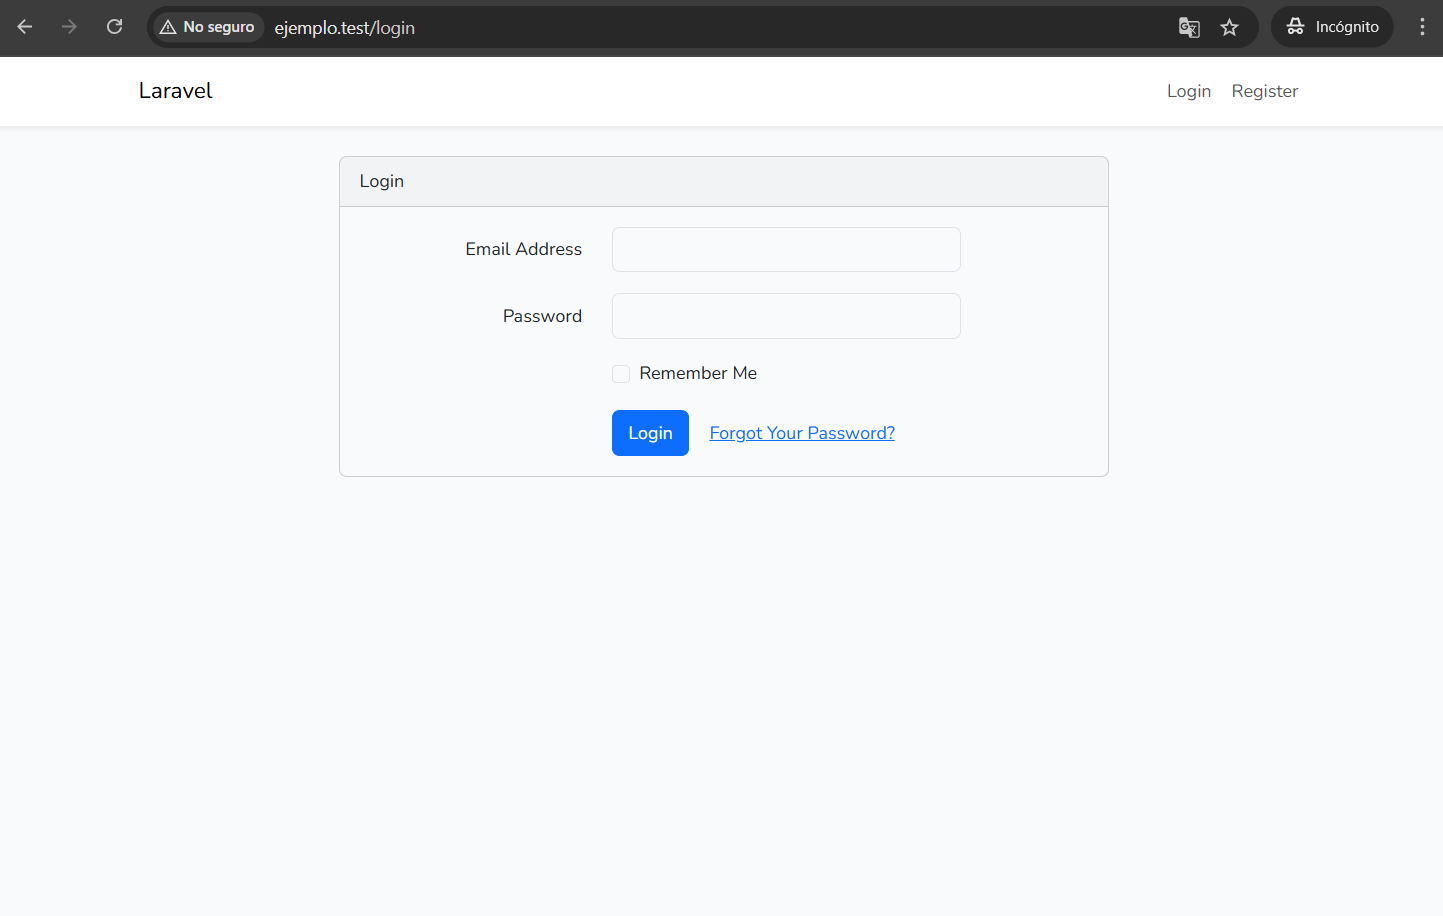 No seguro ejemplo.test/login Incógnito
Laravel Login Register
Login
Email Address
Password
Remember Me
Login Forgot Your Password?